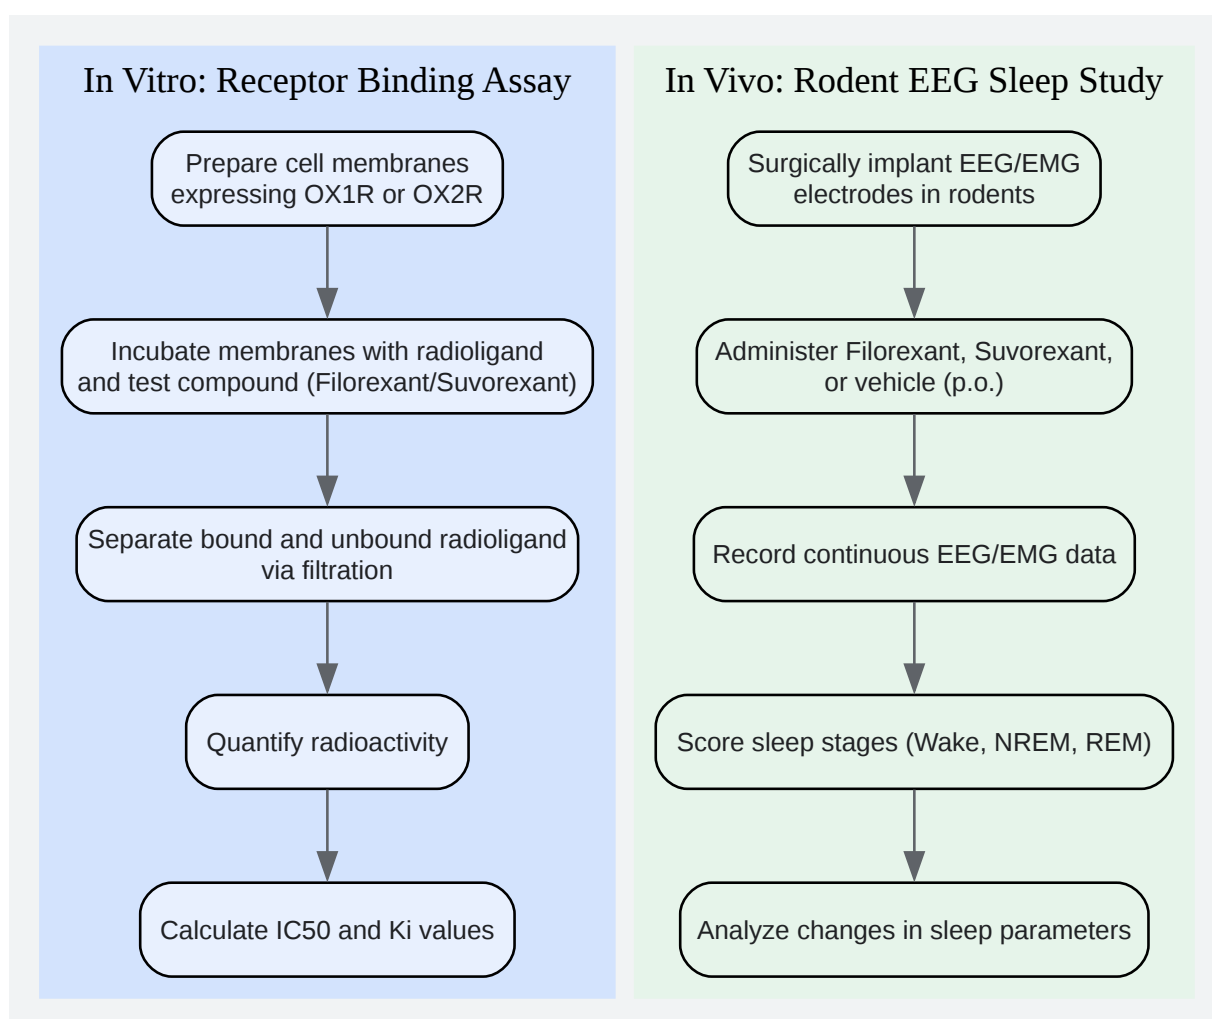 In Vitro: Receptor Binding Assay
Prepare cell membranes
expressing OX1R or OX2R
Incubate membranes with radioligand
and test compound (Filorexant/Suvorexant)
Separate bound and unbound radioligand
via filtration
Quantify radioactivity
Calculate IC50 and Ki values
In Vivo: Rodent EEG Sleep Study
Surgically implant EEG/EMG
electrodes in rodents
Administer Filorexant, Suvorexant,
or vehicle (p.o.)
Record continuous EEG/EMG data
Score sleep stages (Wake, NREM, REM)
Analyze changes in sleep parameters